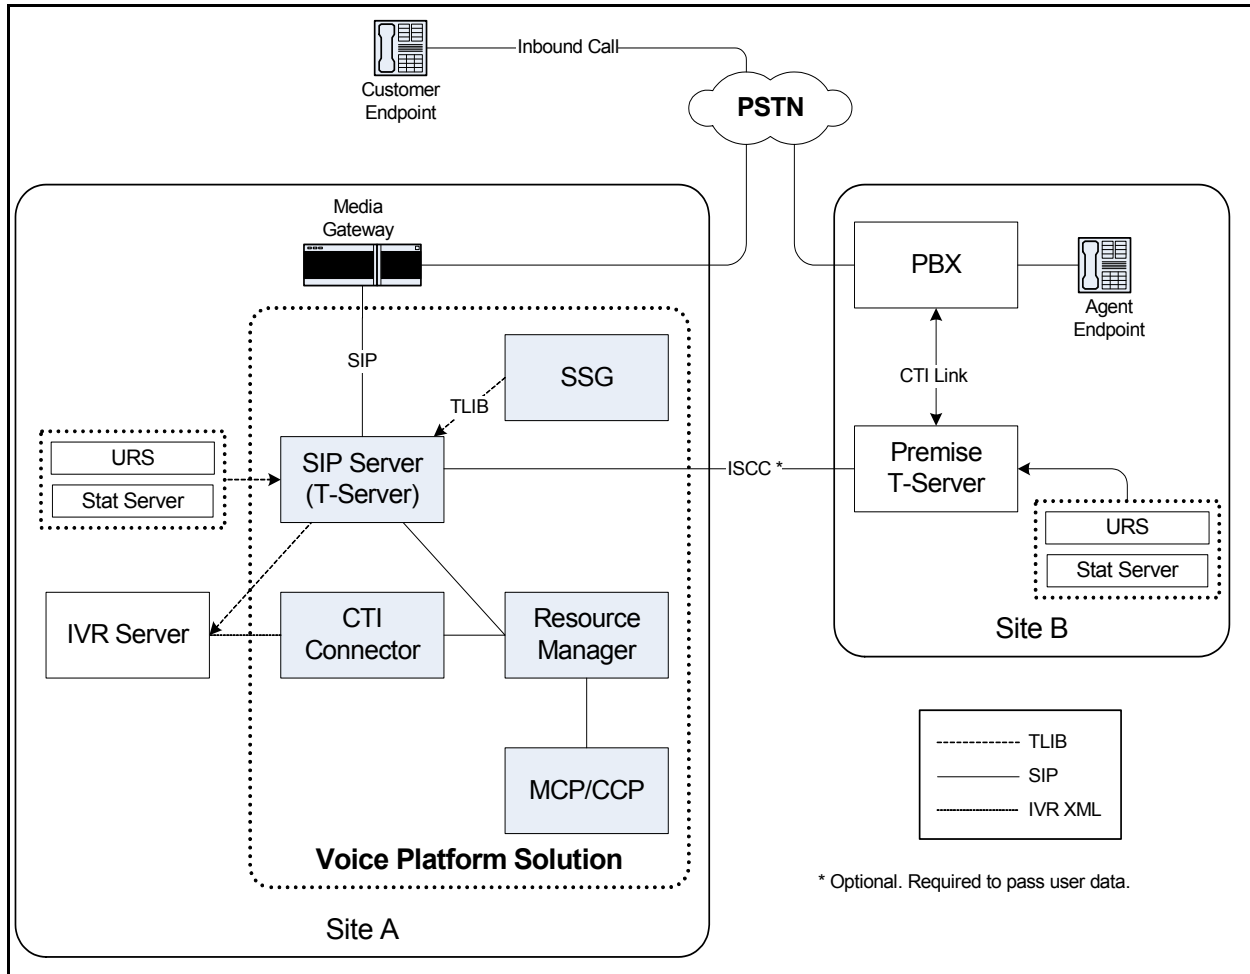 Inbound Call
Customer
Endpoint
PSTN
Media
Gateway
SIP
SSG
TLIB
URS
Stat Server
SIP Server
(T-Server)
ISCC *
IVR Server
CTI
Connector
Resource
Manager
MCP/CCP
Voice Platform Solution
Site A
PBX
Agent
Endpoint
CTI Link
Premise
T-Server
URS
Stat Server
Site B
TLIB
SIP
IVR XML
* Optional. Required to pass user data.